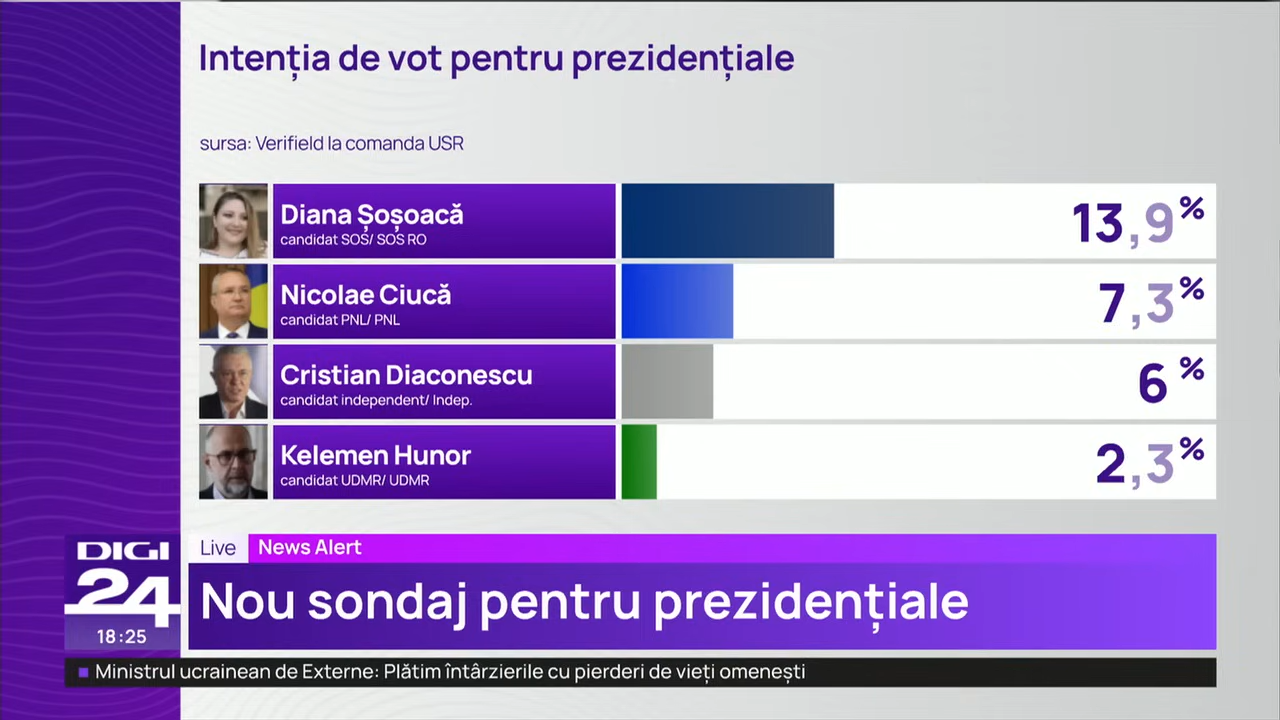 Intenția de vot pentru prezidențiale
sursa: Verifield la comanda USR
Diana Șoșoacă
candidat SOS/ SOS RO
13,9%
Nicolae Ciucă
candidat PNL/ PNL
7,3%
Cristian Diaconescu
candidat independent/ Indep.
6%
Kelemen Hunor
candidat UDMR/ UDMR
2,3%
DIGI
24
18:25
Live News Alert
Nou sondaj pentru prezidențiale
Ministrul ucrainean de Externe: Plătim întârzierile cu pierderi de vieți omenești